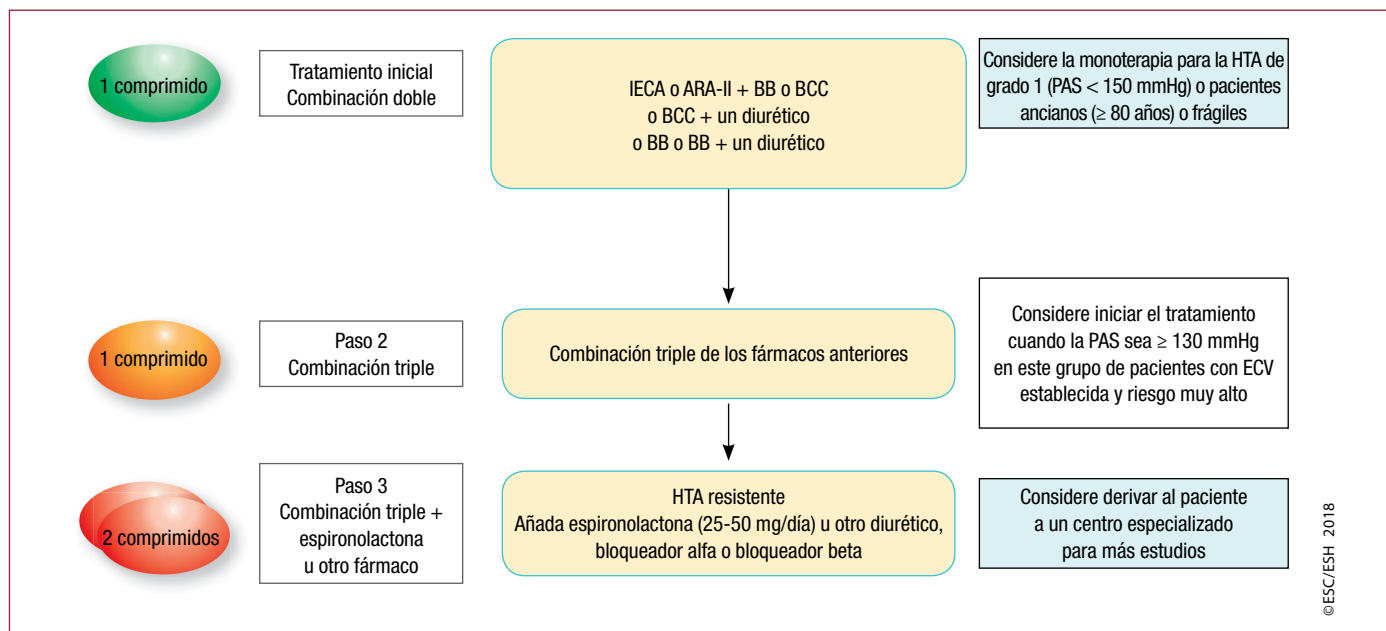 1 comprimido
Tratamiento inicial
Combinación doble
IECA o ARA-II + BB o BCC
o BCC + un diurético
o BB o BB + un diurético
Considere la monoterapia para la HTA de
grado 1 (PAS < 150 mmHg) o pacientes
ancianos (≥ 80 años) o frágiles
1 comprimido
Paso 2
Combinación triple
Combinación triple de los fármacos anteriores
Considere iniciar el tratamiento
cuando la PAS sea ≥ 130 mmHg
en este grupo de pacientes con ECV
establecida y riesgo muy alto
2 comprimidos
Paso 3
Combinación triple +
espironolactona
u otro fármaco
HTA resistente
Añada espironolactona (25-50 mg/día) u otro diurético,
bloqueador alfa o bloqueador beta
Considere derivar al paciente
a un centro especializado
para más estudios
©ESC/ESH 2018